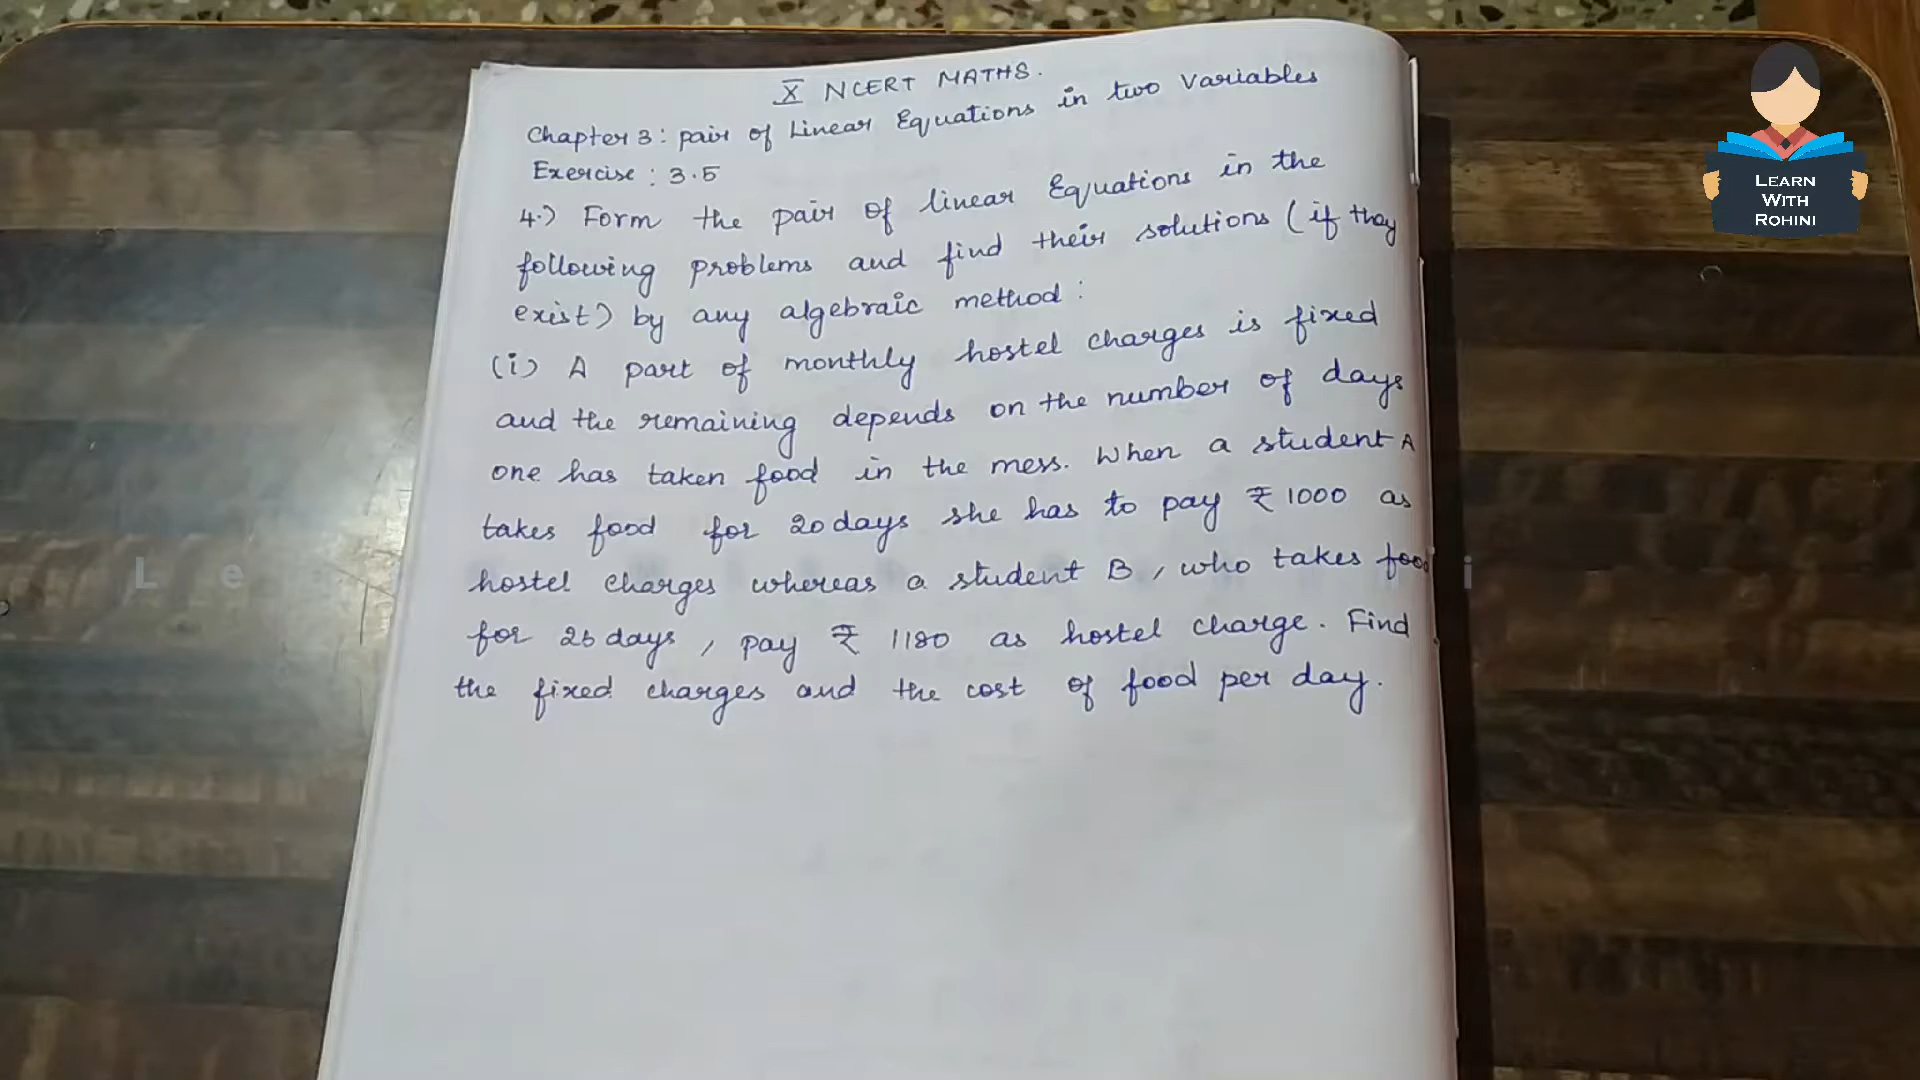 X NCERT MATHS.
Chapter 3: pair of Linear Equations in two Variables
Exercise : 3.5
4.) Form the pair of linear Equations in the
following problems and find their solutions (if they
exist) by any algebraic method:
(i) A part of monthly hostel charges is fixed
and the remaining depends on the number of days
one has taken food in the mess. When a student A
takes food for 20 days she has to pay ₹ 1000 as
hostel charges whereas a student B, who takes food
for 26 days, pay ₹ 1180 as hostel charge. Find
the fixed charges and the cost of food per day.
LEARN
WITH
ROHINI